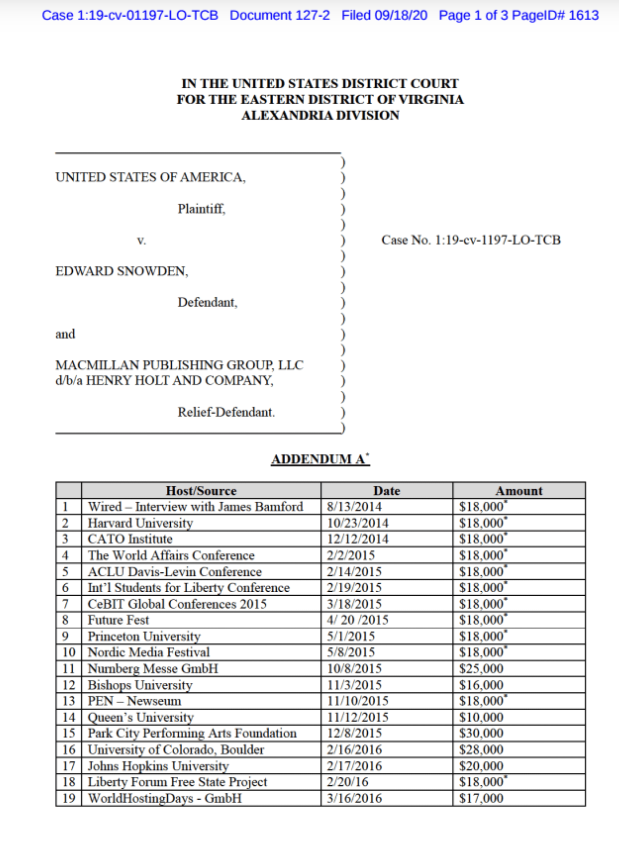 Case 1:19-cv-01197-LO-TCB Document 127-2 Filed 09/18/20 Page 1 of 3 PageID# 1613
IN THE UNITED STATES DISTRICT COURT
FOR THE EASTERN DISTRICT OF VIRGINIA
ALEXANDRIA DIVISION
)
UNITED STATES OF AMERICA, )
)
Plaintiff, )
)
v. ) Case No. 1:19-cv-1197-LO-TCB
)
EDWARD SNOWDEN, )
)
Defendant, )
)
and )
)
MACMILLAN PUBLISHING GROUP, LLC )
d/b/a HENRY HOLT AND COMPANY, )
)
Relief-Defendant. )
)
ADDENDUM A*
Host/Source Date Amount
1 Wired – Interview with James Bamford 8/13/2014 $18,000*
2 Harvard University 10/23/2014 $18,000*
3 CATO Institute 12/12/2014 $18,000*
4 The World Affairs Conference 2/2/2015 $18,000*
5 ACLU Davis-Levin Conference 2/14/2015 $18,000*
6 Int'l Students for Liberty Conference 2/19/2015 $18,000*
7 CeBIT Global Conferences 2015 3/18/2015 $18,000*
8 Future Fest 4/ 20 /2015 $18,000*
9 Princeton University 5/1/2015 $18,000*
10 Nordic Media Festival 5/8/2015 $18,000*
11 Nurnberg Messe GmbH 10/8/2015 $25,000
12 Bishops University 11/3/2015 $16,000
13 PEN – Newseum 11/10/2015 $18,000*
14 Queen's University 11/12/2015 $10,000
15 Park City Performing Arts Foundation 12/8/2015 $30,000
16 University of Colorado, Boulder 2/16/2016 $28,000
17 Johns Hopkins University 2/17/2016 $20,000
18 Liberty Forum Free State Project 2/20/16 $18,000*
19 WorldHostingDays - GmbH 3/16/2016 $17,000